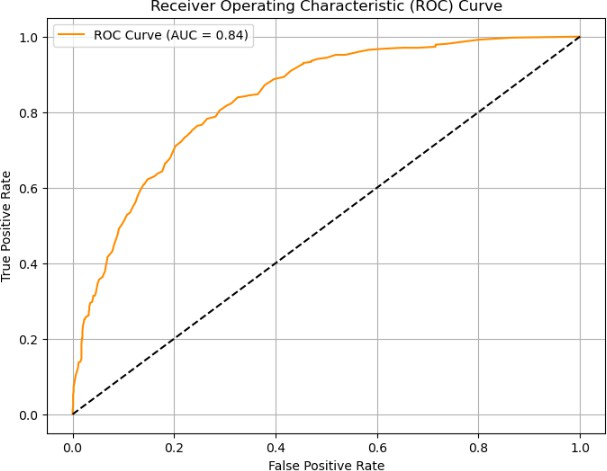 Receiver Operating Characteristic (ROC) Curve
ROC Curve (AUC = 0.84)
1.0
0.8
0.6
0.4
0.2
0.0
True Positive Rate
0.0 0.2 0.4 0.6 0.8 1.0
False Positive Rate